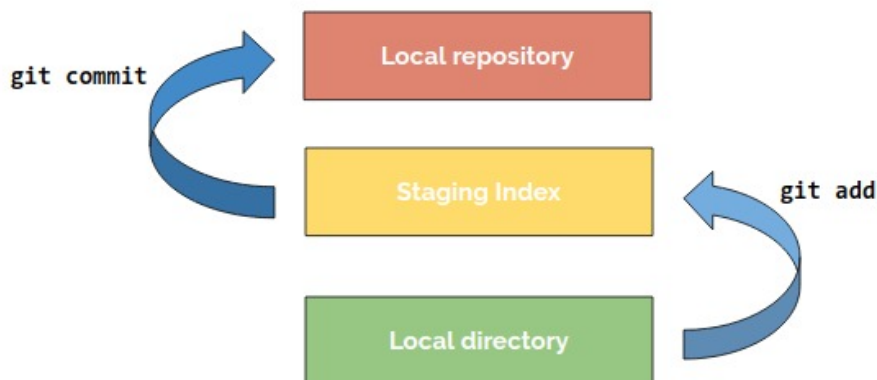 Local repository
git commit
Staging Index
git add
Local directory